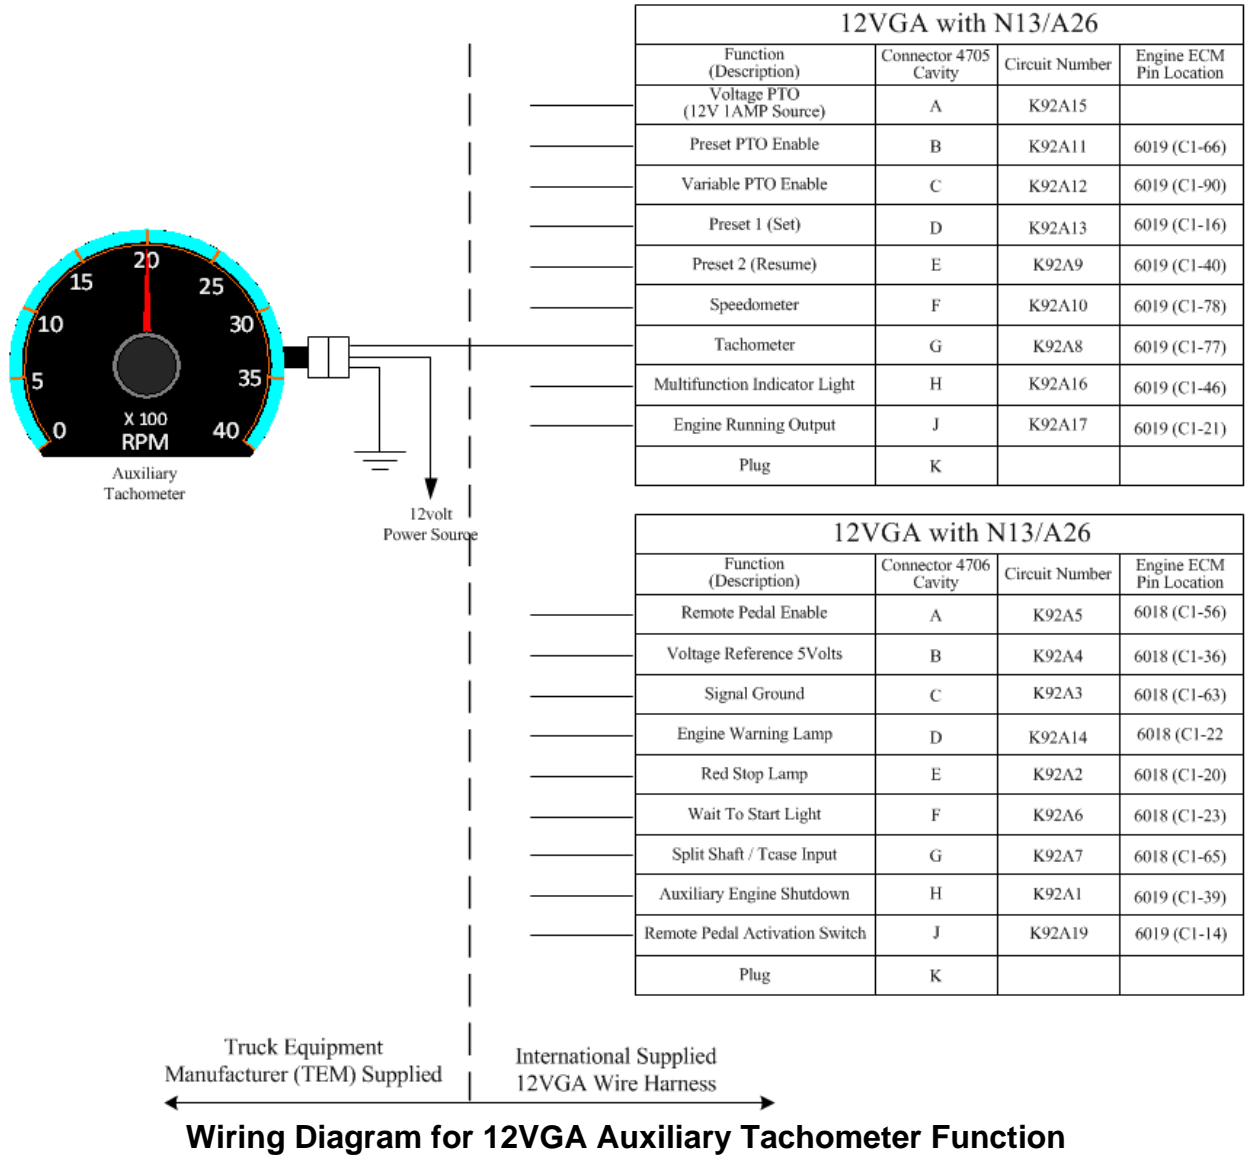 12VGA with N13/A26
Function
(Description)
Connector 4705
Cavity
Circuit Number
Engine ECM
Pin Location
Voltage PTO
(12V 1AMP Source)
A
K92A15
Preset PTO Enable
B
K92A11
6019 (C1-66)
Variable PTO Enable
C
K92A12
6019 (C1-90)
Preset 1 (Set)
D
K92A13
6019 (C1-16)
Preset 2 (Resume)
E
K92A9
6019 (C1-40)
Speedometer
F
K92A10
6019 (C1-78)
Tachometer
G
K92A8
6019 (C1-77)
Multifunction Indicator Light
H
K92A16
6019 (C1-46)
Engine Running Output
J
K92A17
6019 (C1-21)
Plug
K
0
5
10
15
20
25
30
35
40
X 100
RPM
Auxiliary
Tachometer
12volt
Power Source
12VGA with N13/A26
Function
(Description)
Connector 4706
Cavity
Circuit Number
Engine ECM
Pin Location
Remote Pedal Enable
A
K92A5
6018 (C1-56)
Voltage Reference 5Volts
B
K92A4
6018 (C1-36)
Signal Ground
C
K92A3
6018 (C1-63)
Engine Warning Lamp
D
K92A14
6018 (C1-22
Red Stop Lamp
E
K92A2
6018 (C1-20)
Wait To Start Light
F
K92A6
6018 (C1-23)
Split Shaft / Tcase Input
G
K92A7
6018 (C1-65)
Auxiliary Engine Shutdown
H
K92A1
6019 (C1-39)
Remote Pedal Activation Switch
J
K92A19
6019 (C1-14)
Plug
K
Truck Equipment
Manufacturer (TEM) Supplied
International Supplied
12VGA Wire Harness
Wiring Diagram for 12VGA Auxiliary Tachometer Function